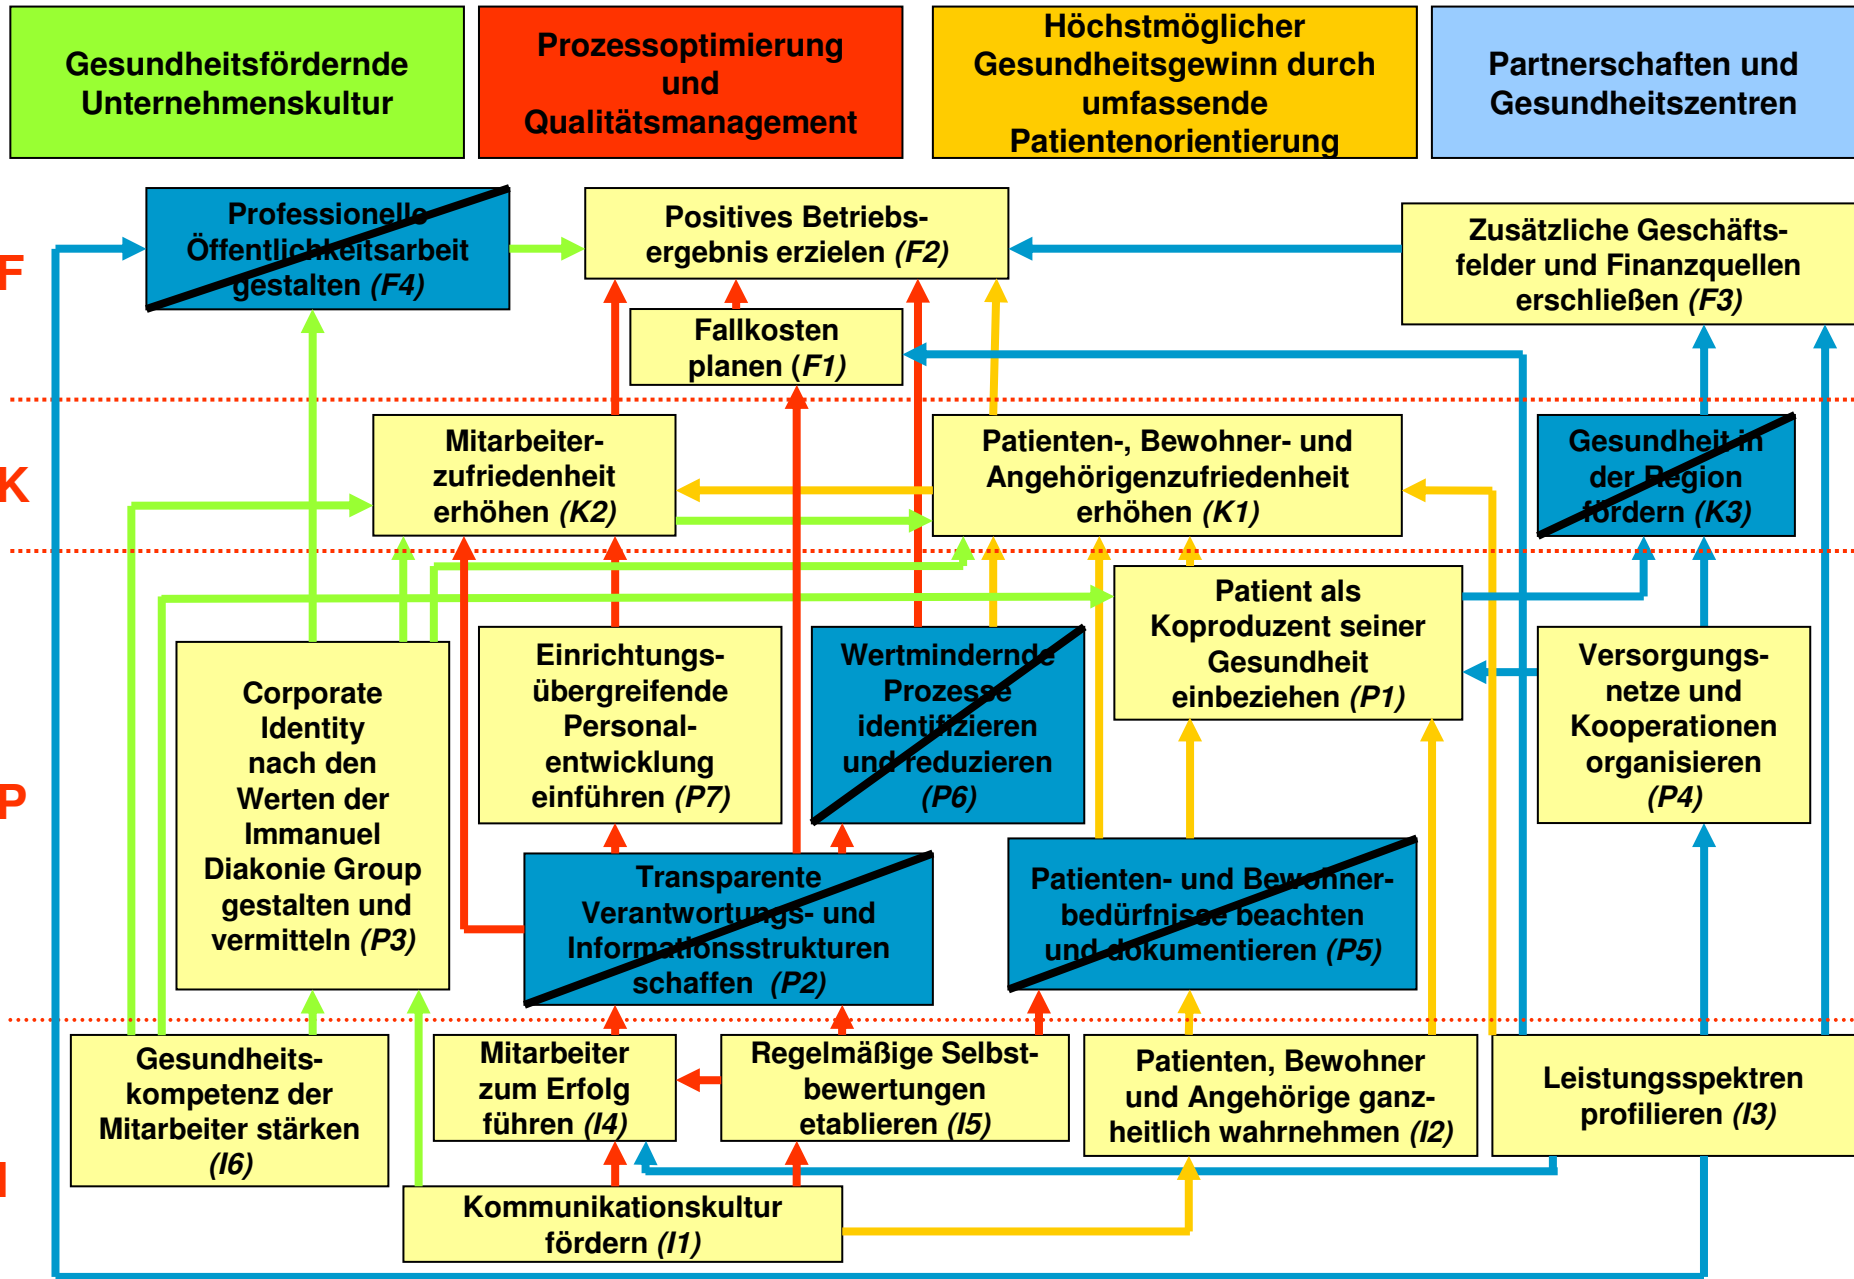 Gesundheitsfördernde
Unternehmenskultur
Prozessoptimierung
und
Qualitätsmanagement
Höchstmöglicher
Gesundheitsgewinn durch
umfassende
Patientenorientierung
Partnerschaften und
Gesundheitszentren
F
Professionelle
Öffentlichkeitsarbeit
gestalten (F4)
Positives Betriebs-
ergebnis erzielen (F2)
Zusätzliche Geschäfts-
felder und Finanzquellen
erschließen (F3)
Fallkosten
planen (F1)
K
Mitarbeiter-
zufriedenheit
erhöhen (K2)
Patienten-, Bewohner- und
Angehörigenzufriedenheit
erhöhen (K1)
Gesundheit in
der Region
fördern (K3)
P
Corporate
Identity
nach den
Werten der
Immanuel
Diakonie Group
gestalten und
vermitteln (P3)
Einrichtungs-
übergreifende
Personal-
entwicklung
einführen (P7)
Wertmindernde
Prozesse
identifizieren
und reduzieren
(P6)
Patient als
Koproduzent seiner
Gesundheit
einbeziehen (P1)
Versorgungs-
netze und
Kooperationen
organisieren
(P4)
Transparente
Verantwortungs- und
Informationsstrukturen
schaffen (P2)
Patienten- und Bewohner-
bedürfnisse beachten
und dokumentieren (P5)
I
Gesundheits-
kompetenz der
Mitarbeiter stärken
(I6)
Mitarbeiter
zum Erfolg
führen (I4)
Regelmäßige Selbst-
bewertungen
etablieren (I5)
Patienten, Bewohner
und Angehörige ganz-
heitlich wahrnehmen (I2)
Leistungsspektren
profilieren (I3)
Kommunikationskultur
fördern (I1)